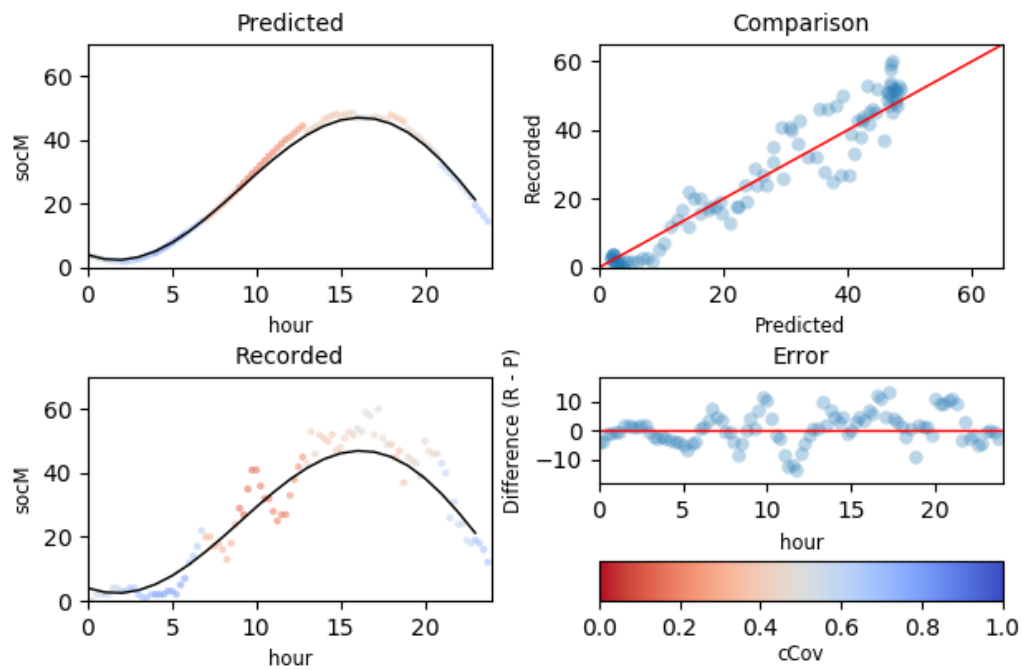 Predicted
socM
60
40
20
0
0 5 10 15 20
hour
Comparison
Recorded
60
40
20
0
0 20 40 60
Predicted
Recorded
socM
60
40
20
0
0 5 10 15 20
hour
Error
Difference (R - P)
10
0
−10
0 5 10 15 20
hour
0.0 0.2 0.4 0.6 0.8 1.0
cCov